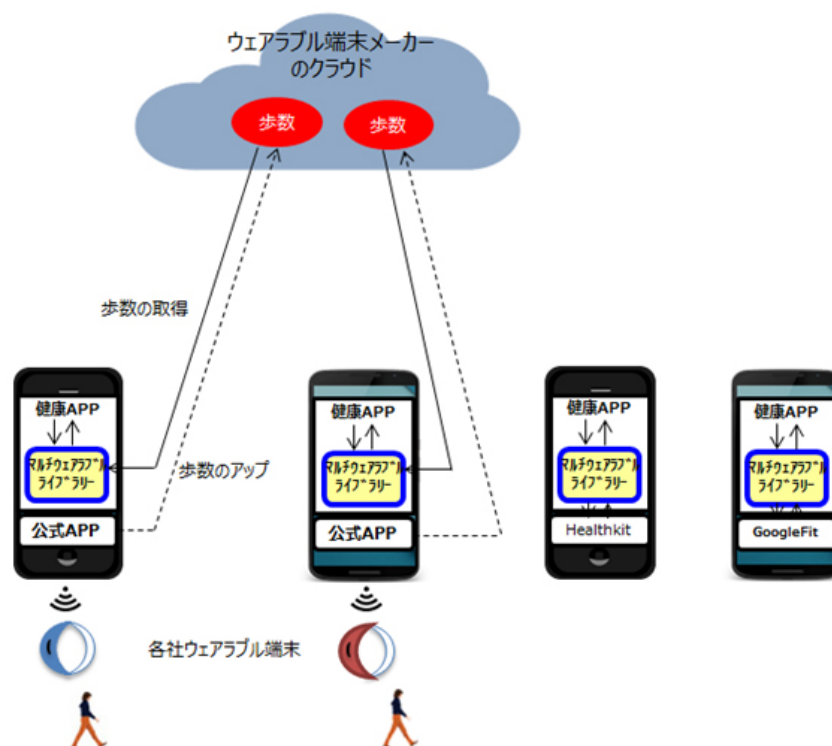 ウェアラブル端末メーカー
のクラウド
歩数
歩数
歩数の取得
健康APP
健康APP
健康APP
健康APP
ﾏﾙﾁｳｪｱﾗﾌﾞﾙ
ライブラリー
歩数のアップ
ﾏﾙﾁｳｪｱﾗﾌﾞﾙ
ライブラリー
ﾏﾙﾁｳｪｱﾗﾌﾞﾙ
ライブラリー
ﾏﾙﾁｳｪｱﾗﾌﾞﾙ
ライブラリー
公式APP
公式APP
Healthkit
GoogleFit
各社ウェアラブル端末